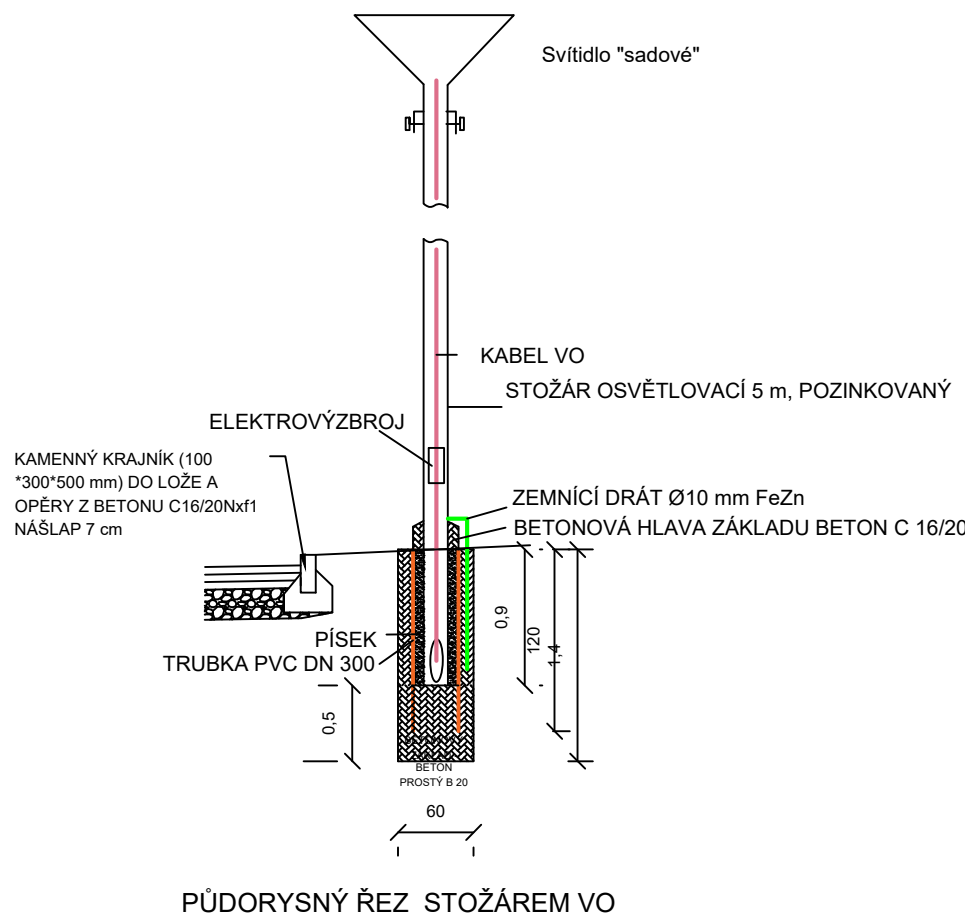 Svítidlo "sadové"
KABEL VO
STOŽÁR OSVĚTLOVACÍ 5 m, POZINKOVANÝ
ELEKTROVÝZBROJ
KAMENNÝ KRAJNÍK (100
*300*500 mm) DO LOŽE A
OPĚRY Z BETONU C16/20Nxf1
NÁŠLAP 7 cm
ZEMNÍCÍ DRÁT Ø10 mm FeZn
BETONOVÁ HLAVA ZÁKLADU BETON C 16/20
PÍSEK
TRUBKA PVC DN 300
0,9
120
1,4
0,5
BETON
PROSTÝ B 20
60
PŮDORYSNÝ ŘEZ STOŽÁREM VO